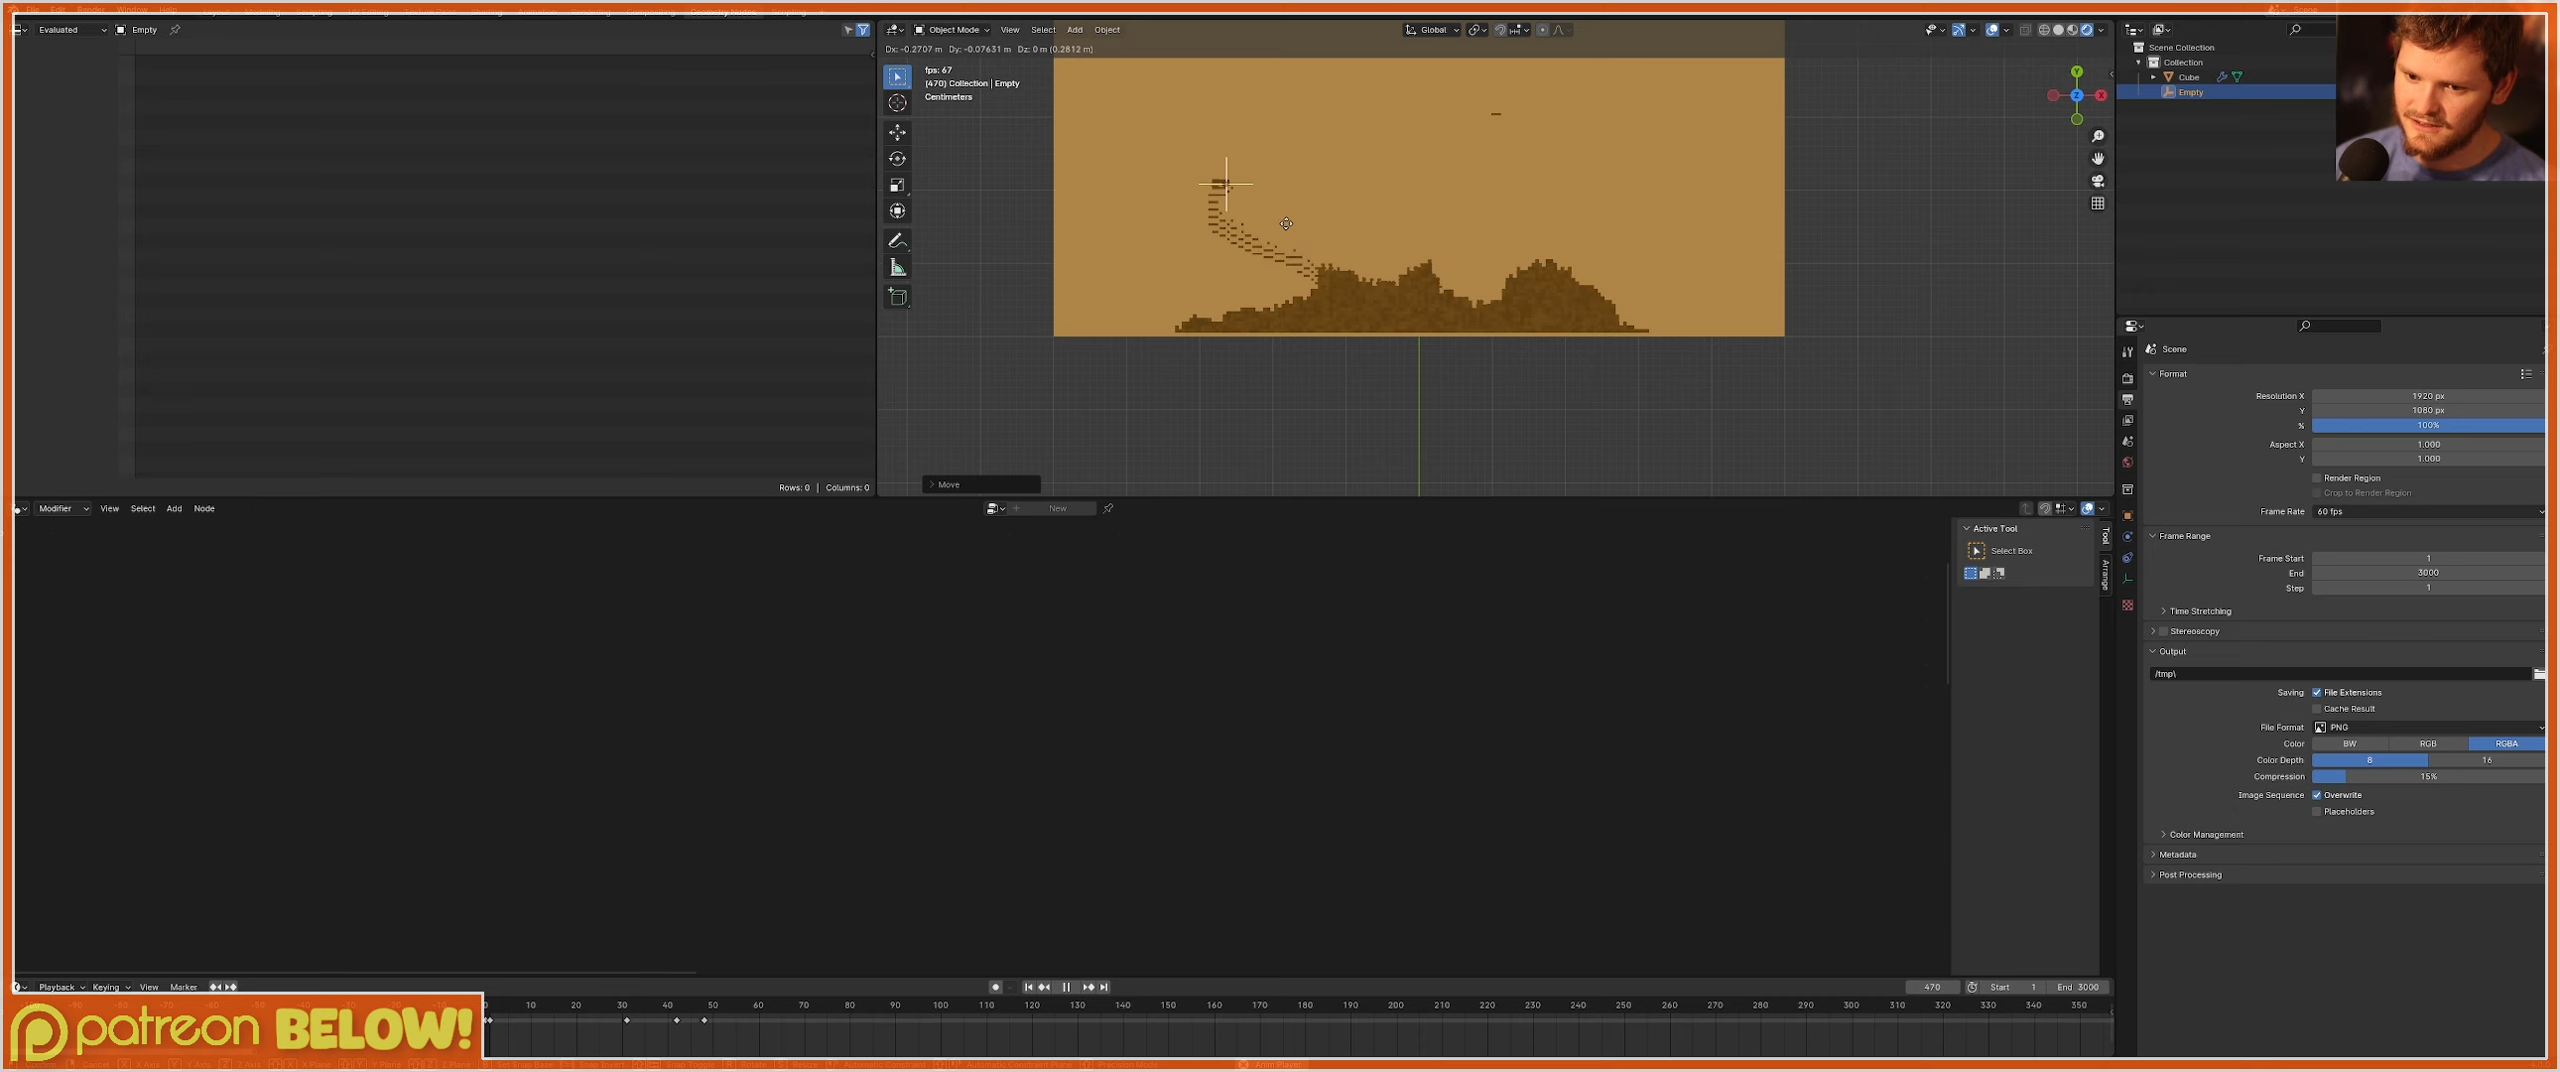 File Edit Render Window Help
Evaluated Empty
Object Mode View Select Add Object Global
Dx: -0.2707 m Dy: -0.07631 m Dz: 0 m (0.2812 m)
fps: 67
(470) Collection | Empty
Centimeters
Y
Z
X
Move
Rows: 0 | Columns: 0
Scene Collection
Collection
Cube
Empty
Scene
Format
Resolution X 1920 px
Y 1080 px
% 100%
Aspect X 1.000
Y 1.000
Render Region
Crop to Render Region
Frame Rate 60 fps
Frame Range
Frame Start 1
End 3000
Step 1
Time Stretching
Stereoscopy
Output
/tmp\
Saving File Extensions
Cache Result
File Format PNG
Color BW RGB RGBA
Color Depth 8 16
Compression 15%
Image Sequence Overwrite
Placeholders
Color Management
Metadata
Post Processing
Modifier View Select Add Node New
Active Tool
Select Box
Tool
Arrange
Playback Keying View Marker 470 Start 1 End 3000
10 20 30 40 50 60 70 80 90 100 110 120 130 140 150 160 170 180 190 200 210 220 230 240 250 260 270 280 290 300 310 320 330 340 350
patreon BELOW!